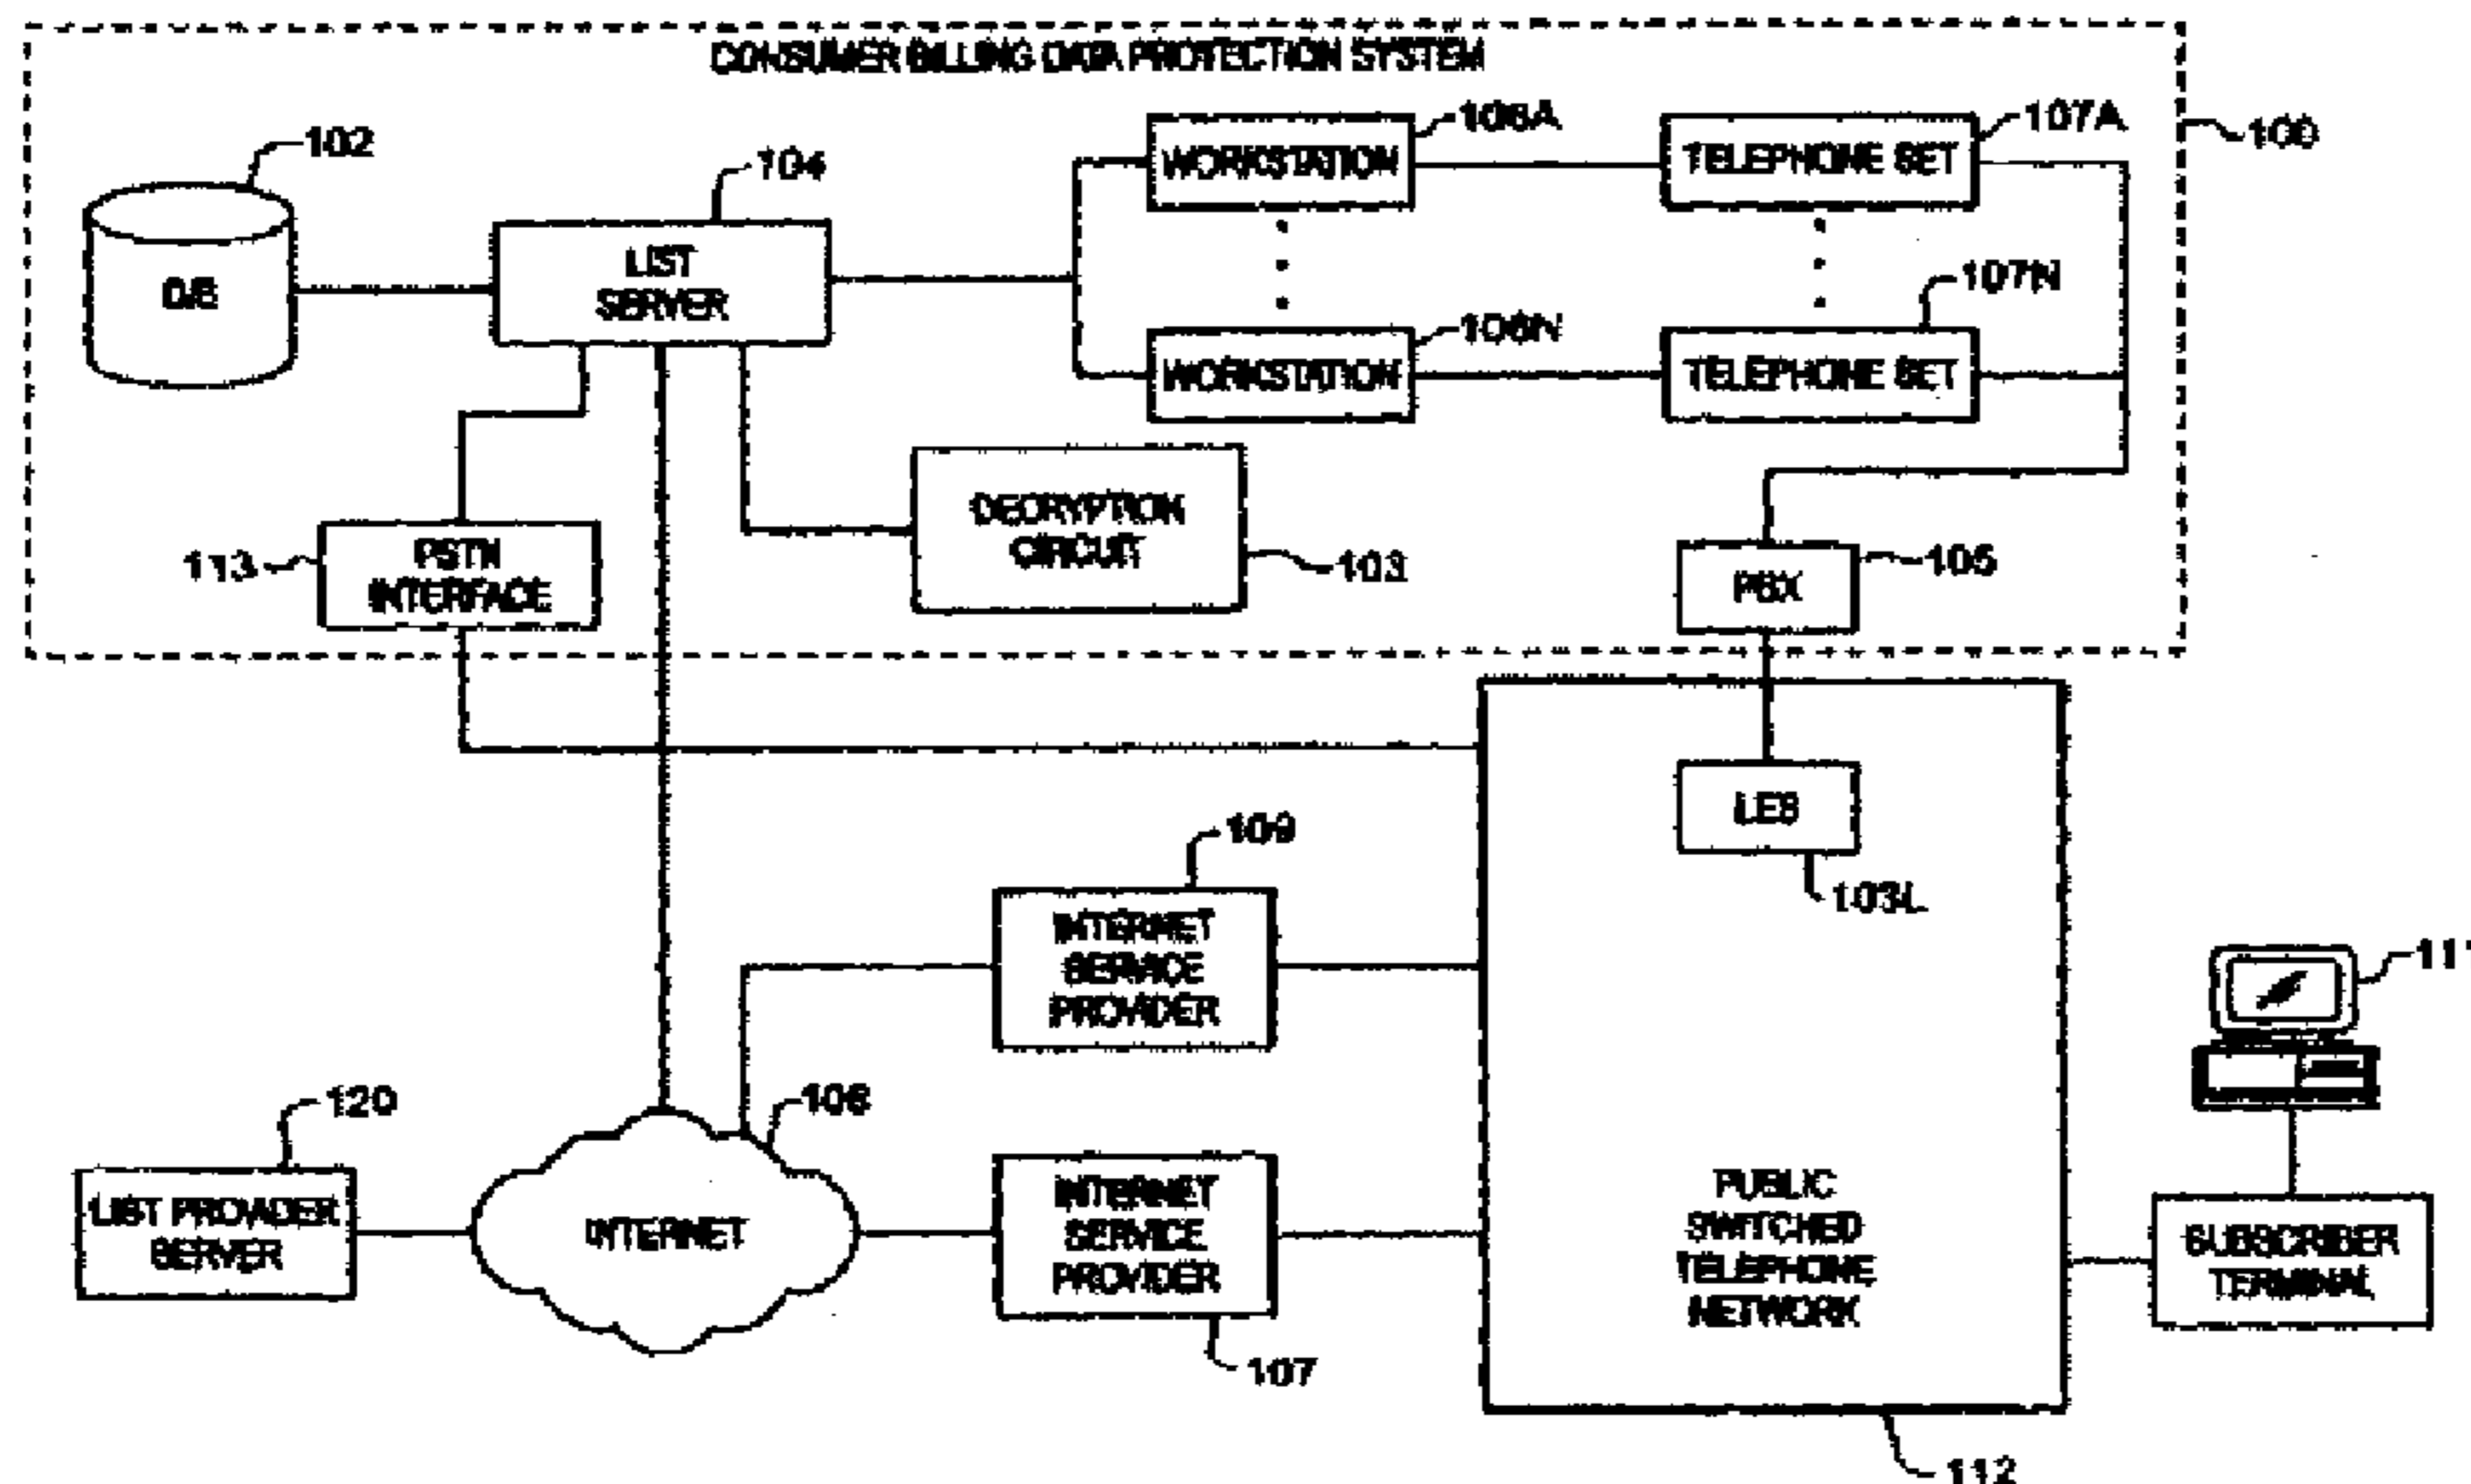 CONSUMER BILLING DATA PROTECTION SYSTEM
102
104
106A
107A
100
WORKSTATION
TELEPHONE SET
D/B
LIST
SERVER
107N
106N
WORKSTATION
TELEPHONE SET
DECRYPTION
CIRCUIT
103
113
PSTN
INTERFACE
PBX
105
LES
103L
109
INTERNET
SERVICE
PROVIDER
111
120
LIST PROVIDER
SERVER
INTERNET
INTERNET
SERVICE
PROVIDER
107
PUBLIC
SWITCHED
TELEPHONE
NETWORK
SUBSCRIBER
TERMINAL
112